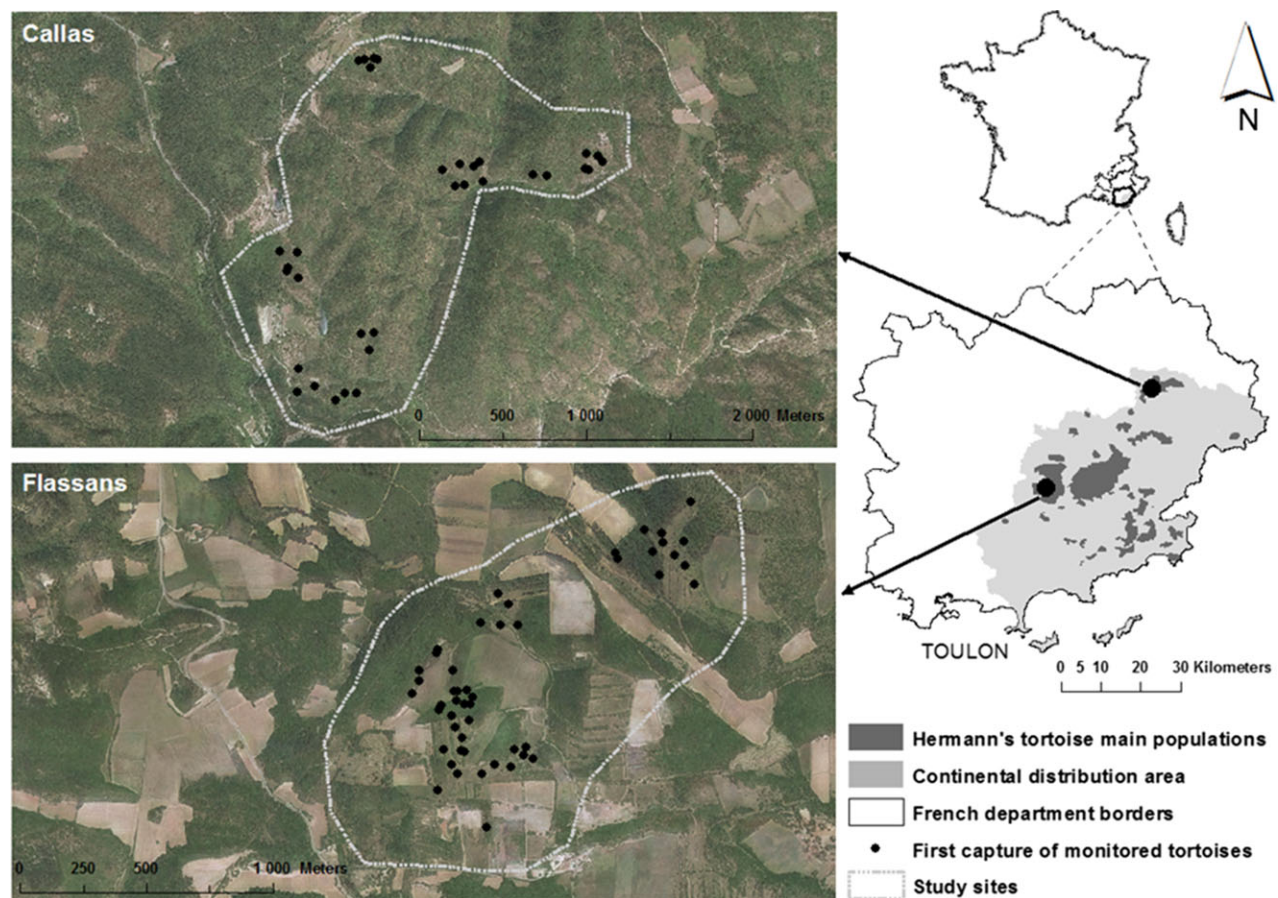 Callas
0 500 1 000 2 000 Meters
Flassans
0 250 500 1 000 Meters
N
TOULON
0 5 10 30 Kilometers
Hermann's tortoise main populations
Continental distribution area
French department borders
First capture of monitored tortoises
Study sites